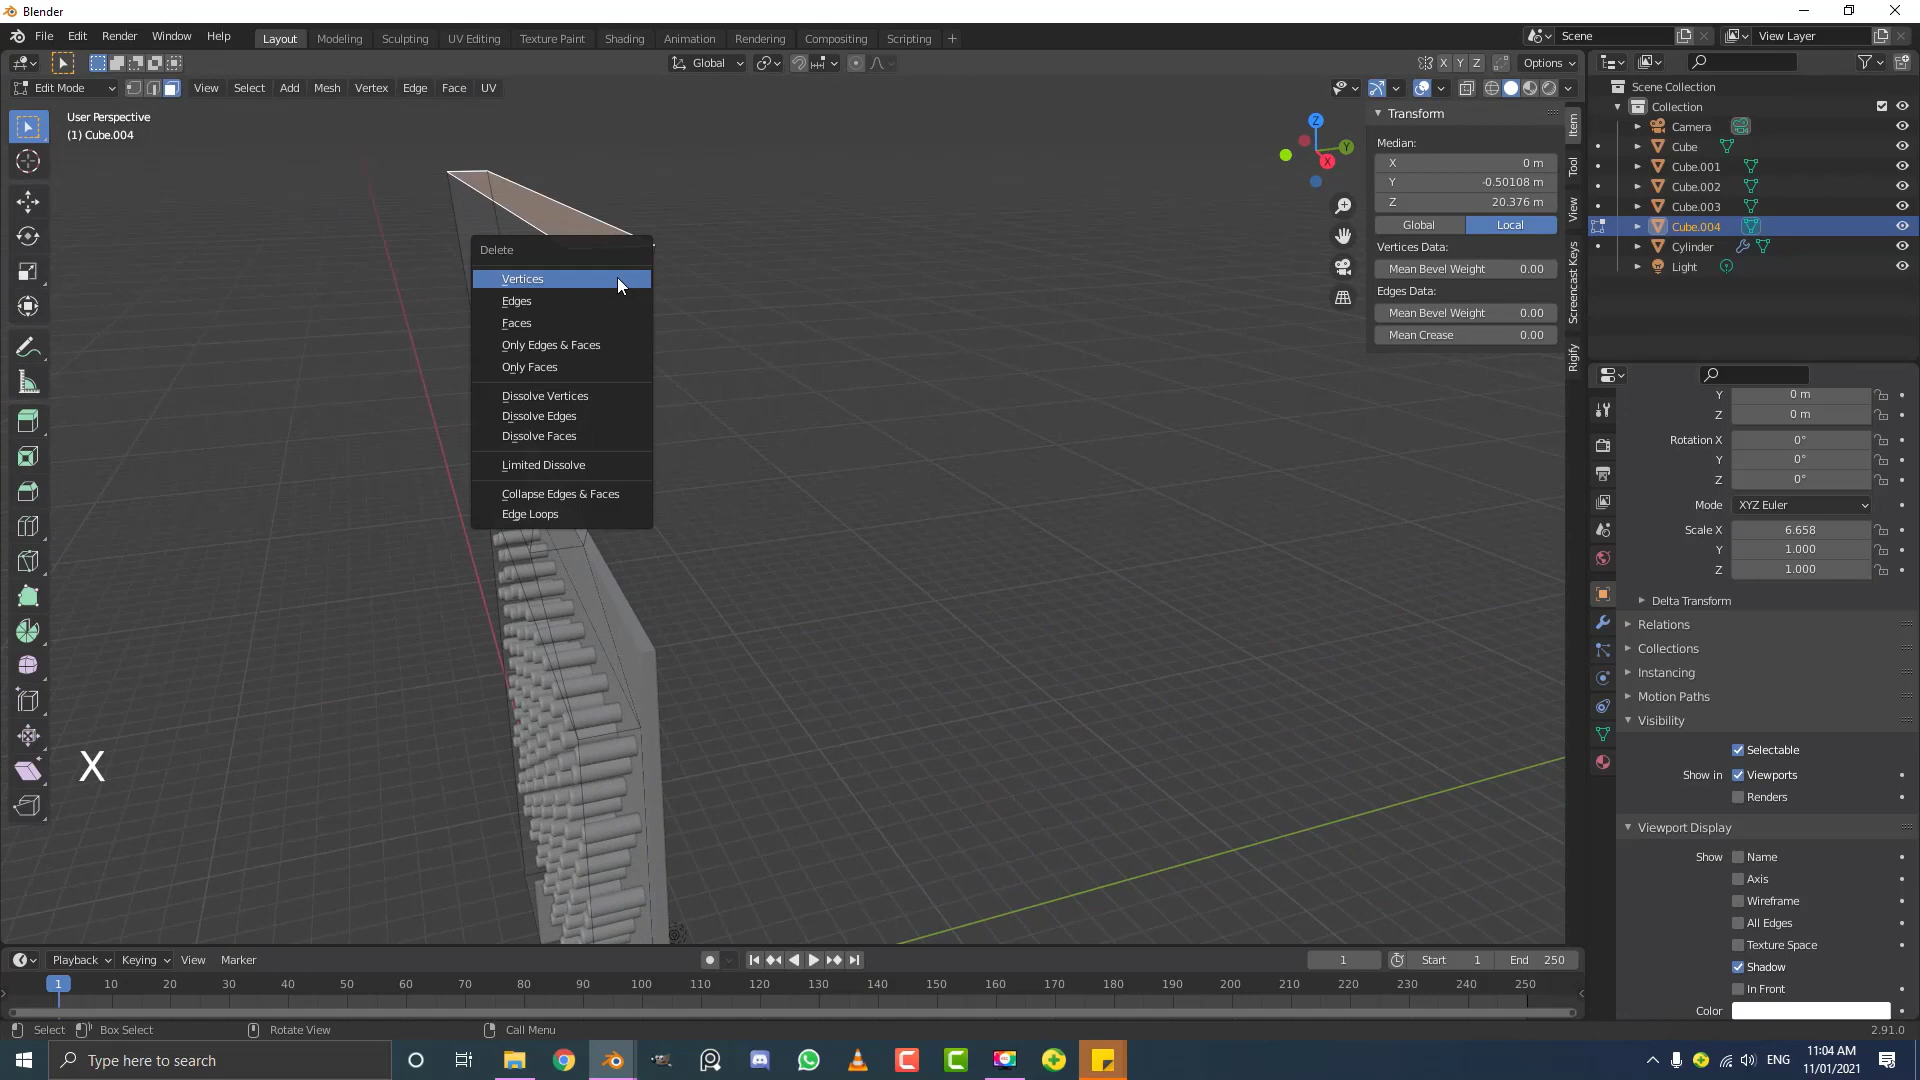 Blender
File Edit Render Window Help
Layout Modeling Sculpting UV Editing Texture Paint Shading Animation Rendering Compositing Scripting +
Scene
View Layer
Global
X Y Z
Options
Edit Mode
View Select Add Mesh Vertex Edge Face UV
User Perspective
(1) Cube.004
Z
Y
X
Transform
Median:
X 0 m
Y -0.50108 m
Z 20.376 m
Global Local
Vertices Data:
Mean Bevel Weight 0.00
Edges Data:
Mean Bevel Weight 0.00
Mean Crease 0.00
Item
Tool
View
Screencast Keys
Rigify
Scene Collection
Collection
Camera
Cube
Cube.001
Cube.002
Cube.003
Cube.004
Cylinder
Light
Delete
Vertices
Edges
Faces
Only Edges & Faces
Only Faces
Dissolve Vertices
Dissolve Edges
Dissolve Faces
Limited Dissolve
Collapse Edges & Faces
Edge Loops
X
Y 0 m
Z 0 m
Rotation X 0°
Y 0°
Z 0°
Mode XYZ Euler
Scale X 6.658
Y 1.000
Z 1.000
Delta Transform
Relations
Collections
Instancing
Motion Paths
Visibility
Selectable
Show in Viewports
Renders
Viewport Display
Show Name
Axis
Wireframe
All Edges
Texture Space
Shadow
In Front
Color
Playback Keying View Marker
1
Start 1
End 250
1 10 20 30 40 50 60 70 80 90 100 110 120 130 140 150 160 170 180 190 200 210 220 230 240 250
Select Box Select Rotate View Call Menu
2.91.0
Type here to search
ENG
11:04 AM
11/01/2021